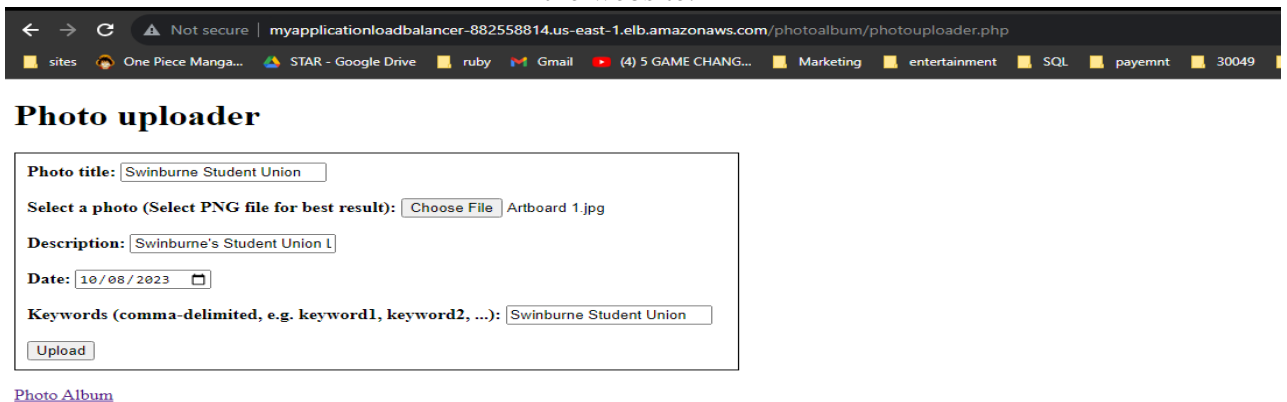 Not secure | myapplicationloadbalancer-882558814.us-east-1.elb.amazonaws.com/photoalbum/photouploader.php
sites One Piece Manga... STAR - Google Drive ruby Gmail (4) 5 GAME CHANG... Marketing entertainment SQL payemnt 30049
Photo uploader
Photo title: Swinburne Student Union
Select a photo (Select PNG file for best result): Choose File Artboard 1.jpg
Description: Swinburne's Student Union L
Date: 10/08/2023
Keywords (comma-delimited, e.g. keyword1, keyword2, ...): Swinburne Student Union
Upload
Photo Album